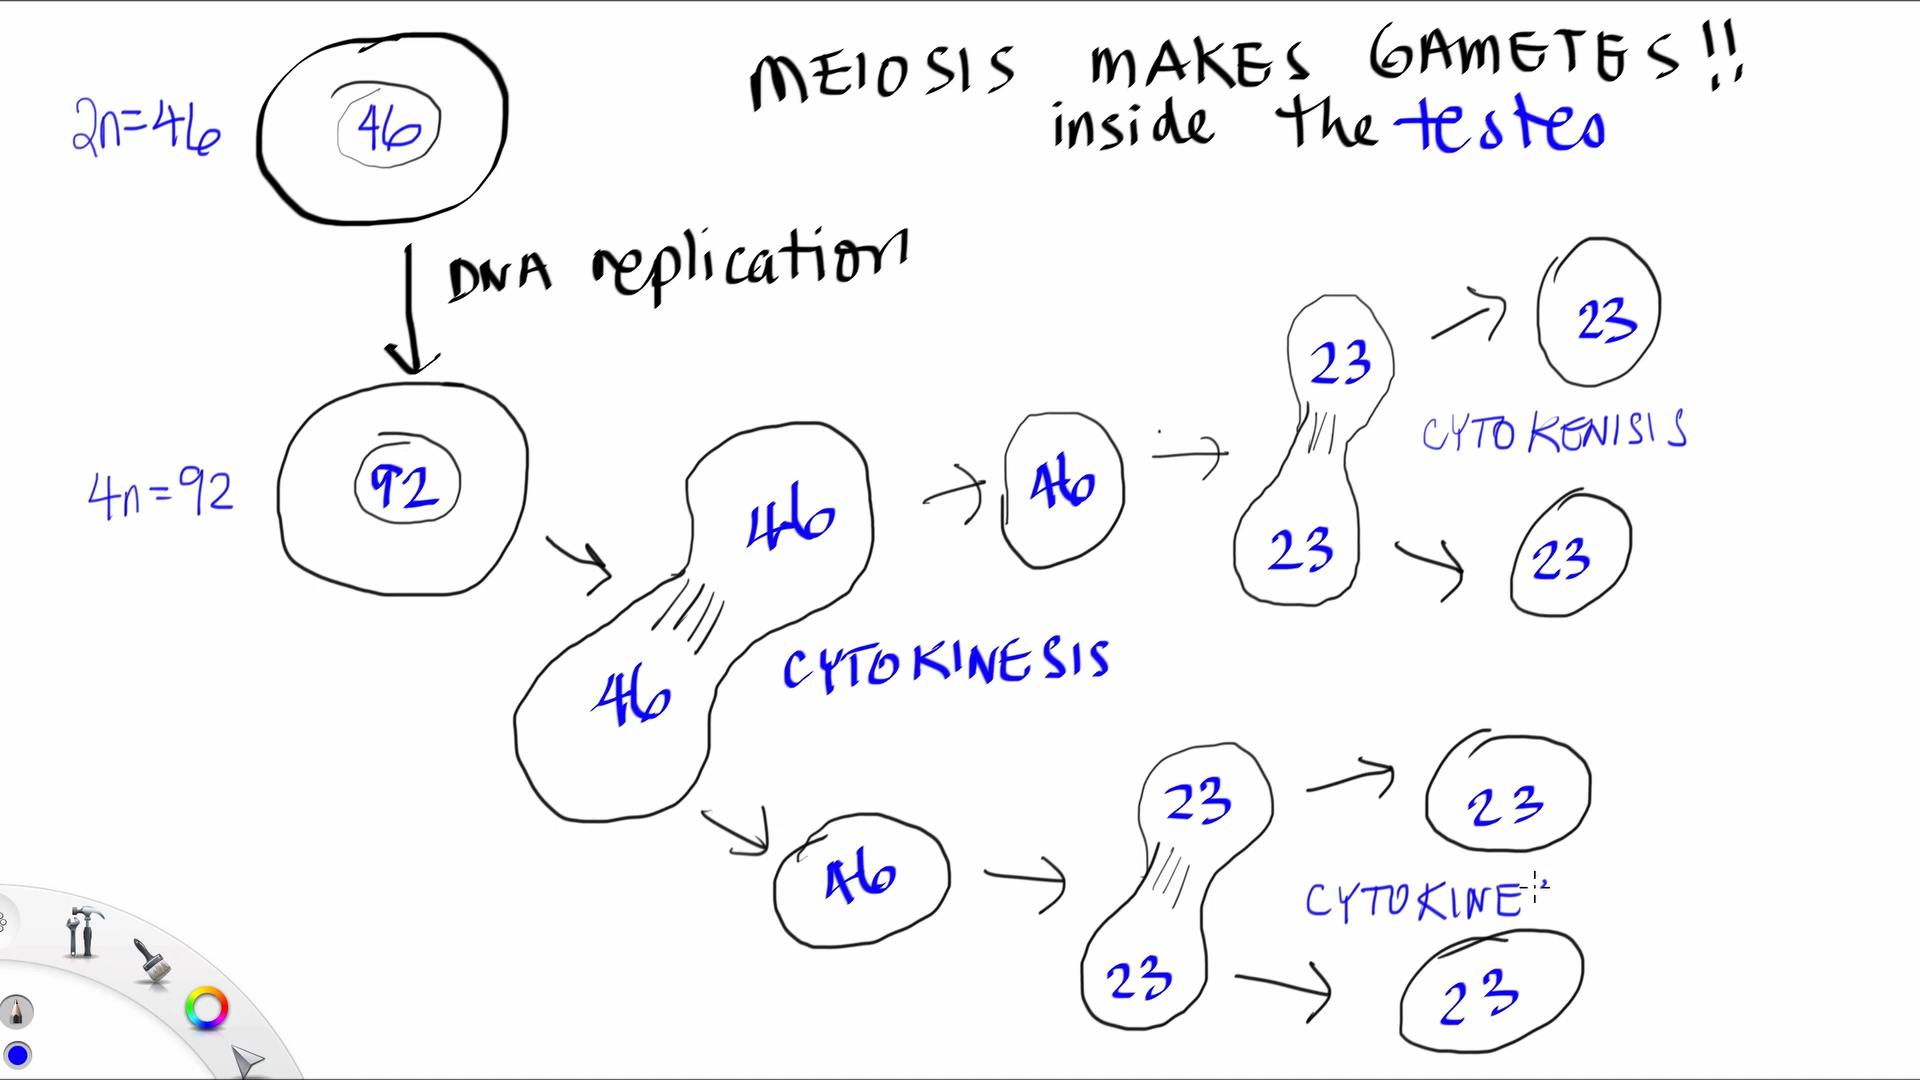 MEIOSIS MAKES GAMETES!!
inside the testes
2n=46
46
DNA replication
4n=92
92
46
46
CYTOKINESIS
46
23
23
23
CYTOKENISIS
23
46
23
23
23
CYTOKINE
23